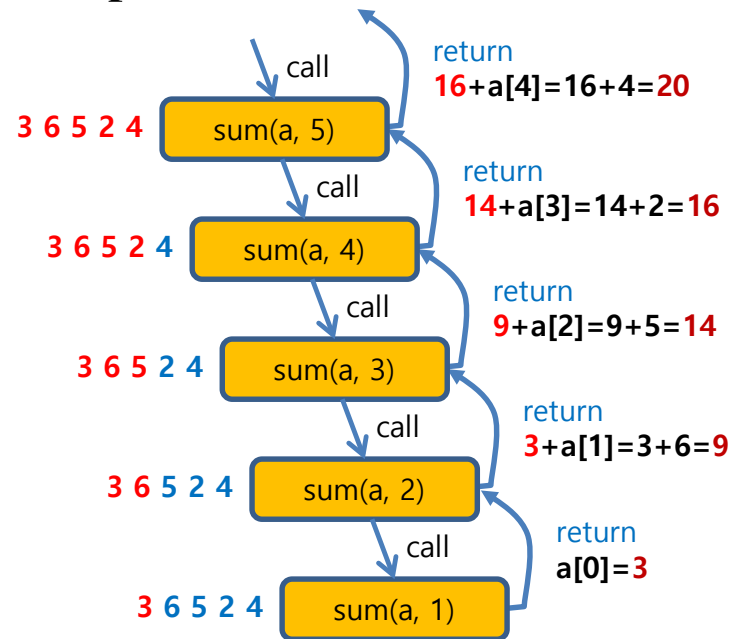 call
return
16+a[4]=16+4=20
3 6 5 2 4
sum(a, 5)
call
return
14+a[3]=14+2=16
3 6 5 2 4
sum(a, 4)
call
return
9+a[2]=9+5=14
3 6 5 2 4
sum(a, 3)
call
return
3+a[1]=3+6=9
3 6 5 2 4
sum(a, 2)
call
return
a[0]=3
3 6 5 2 4
sum(a, 1)